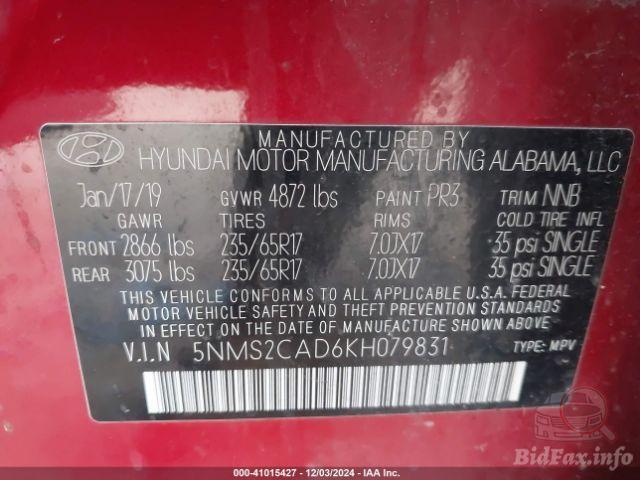 MANUFACTURED BY
HYUNDAI MOTOR MANUFACTURING ALABAMA, LLC
Jan/17/19 GVWR 4872 lbs PAINT PR3 TRIM NNB
GAWR TIRES RIMS COLD TIRE INFL
FRONT 2866 lbs 235/65R17 7.0JX17 35 psi SINGLE
REAR 3075 lbs 235/65R17 7.0JX17 35 psi SINGLE
THIS VEHICLE CONFORMS TO ALL APPLICABLE U.S.A. FEDERAL
MOTOR VEHICLE SAFETY AND THEFT PREVENTION STANDARDS
IN EFFECT ON THE DATE OF MANUFACTURE SHOWN ABOVE.
V.I.N 5NMS2CAD6KH079831 TYPE: MPV
BidFax.info
000-41015427 - 12/03/2024 - IAA Inc.